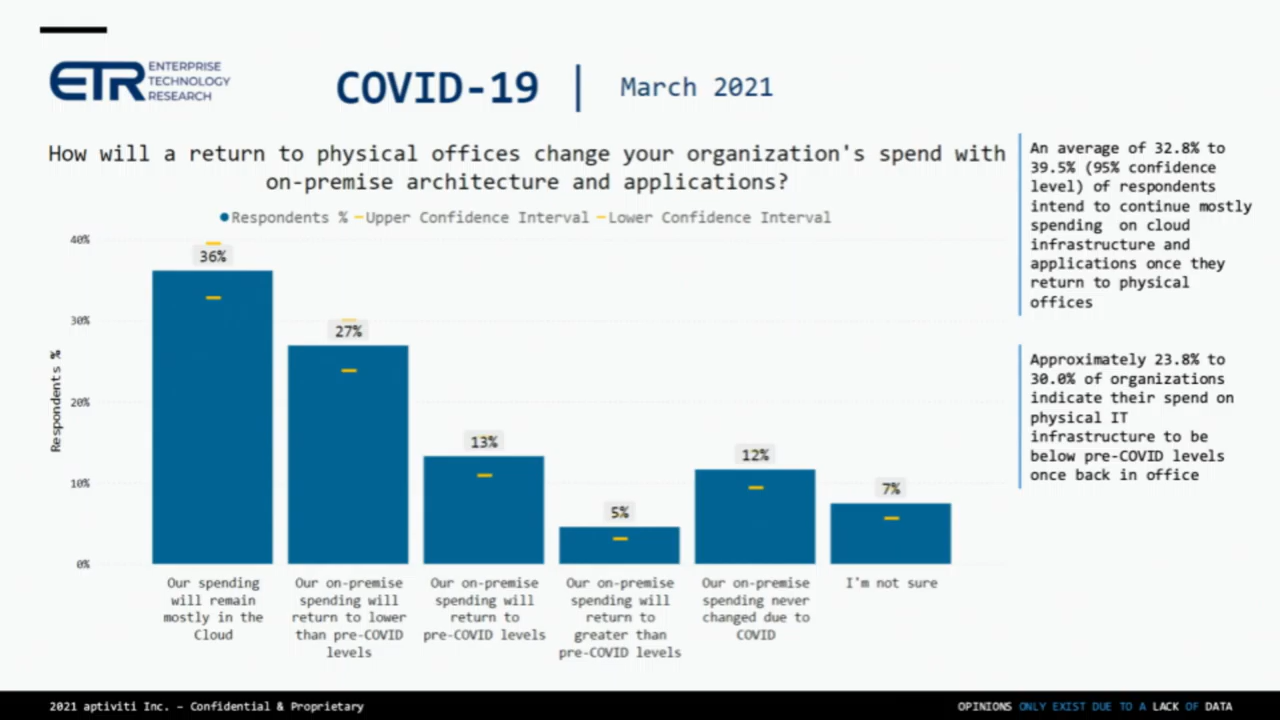 ETR ENTERPRISE
TECHNOLOGY
RESEARCH
COVID-19 | March 2021
How will a return to physical offices change your organization's spend with
on-premise architecture and applications?
Respondents % Upper Confidence Interval Lower Confidence Interval
Respondents %
40%
30%
20%
10%
0%
36%
27%
13%
5%
12%
7%
Our spending
will remain
mostly in the
Cloud
Our on-premise
spending will
return to lower
than pre-COVID
levels
Our on-premise
spending will
return to
pre-COVID levels
Our on-premise
spending will
return to
greater than
pre-COVID levels
Our on-premise
spending never
changed due to
COVID
I'm not sure
An average of 32.8% to
39.5% (95% confidence
level) of respondents
intend to continue mostly
spending on cloud
infrastructure and
applications once they
return to physical
offices
Approximately 23.8% to
30.0% of organizations
indicate their spend on
physical IT
infrastructure to be
below pre-COVID levels
once back in office
2021 aptiviti Inc. – Confidential & Proprietary
OPINIONS ONLY EXIST DUE TO A LACK OF DATA